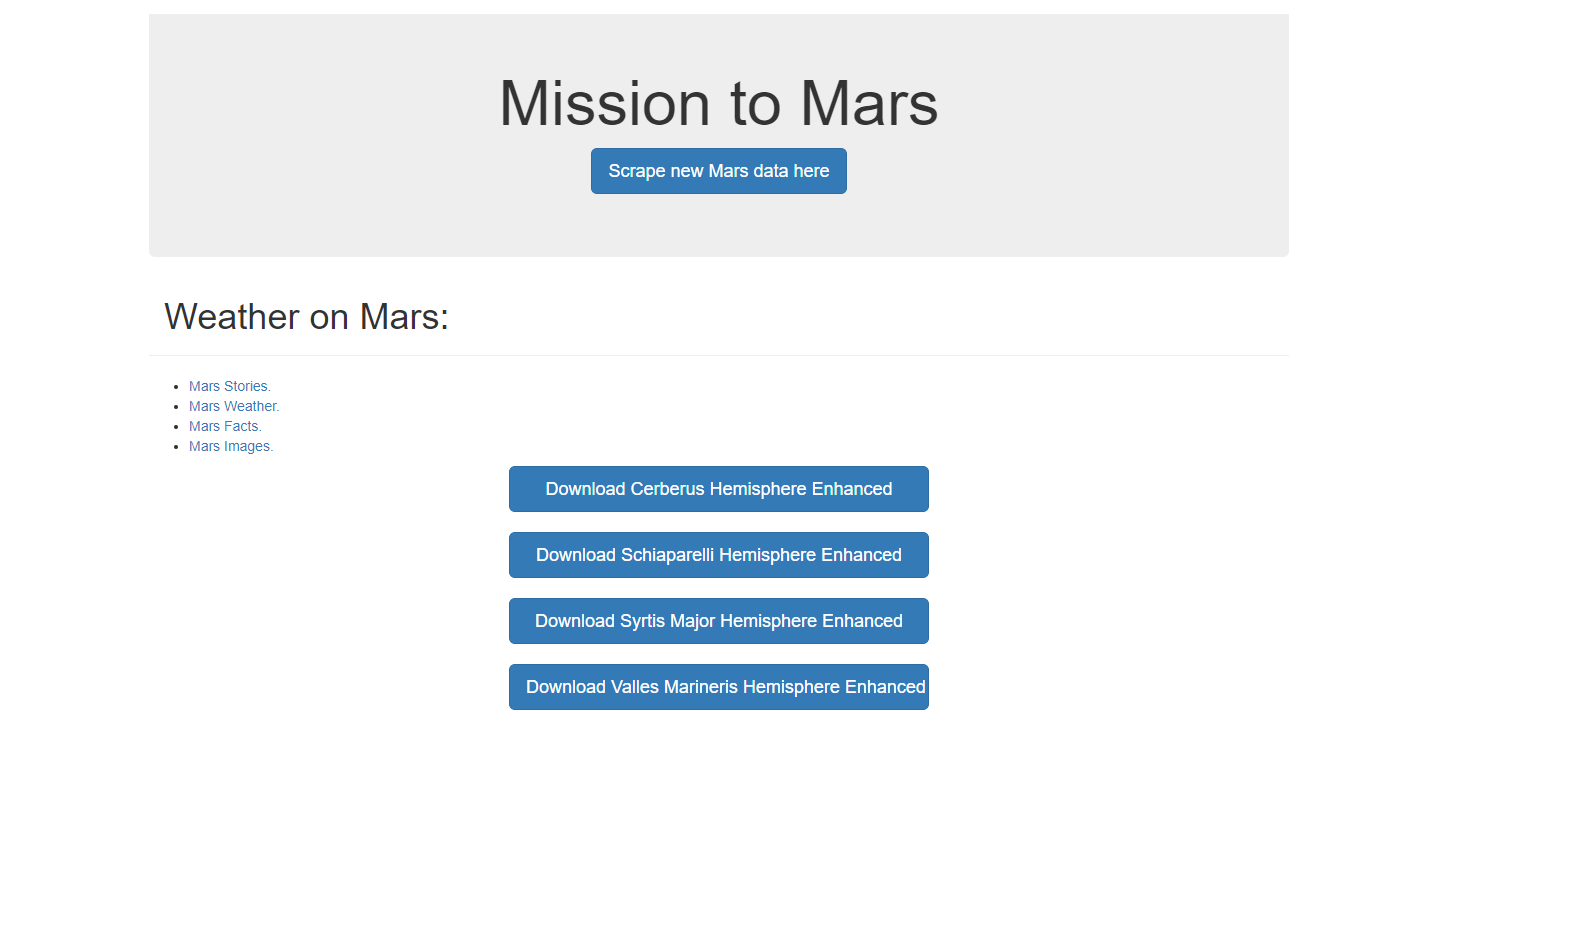 Mission to Mars
Scrape new Mars data here
Weather on Mars:
Mars Stories.
Mars Weather.
Mars Facts.
Mars Images.
Download Cerberus Hemisphere Enhanced
Download Schiaparelli Hemisphere Enhanced
Download Syrtis Major Hemisphere Enhanced
Download Valles Marineris Hemisphere Enhanced